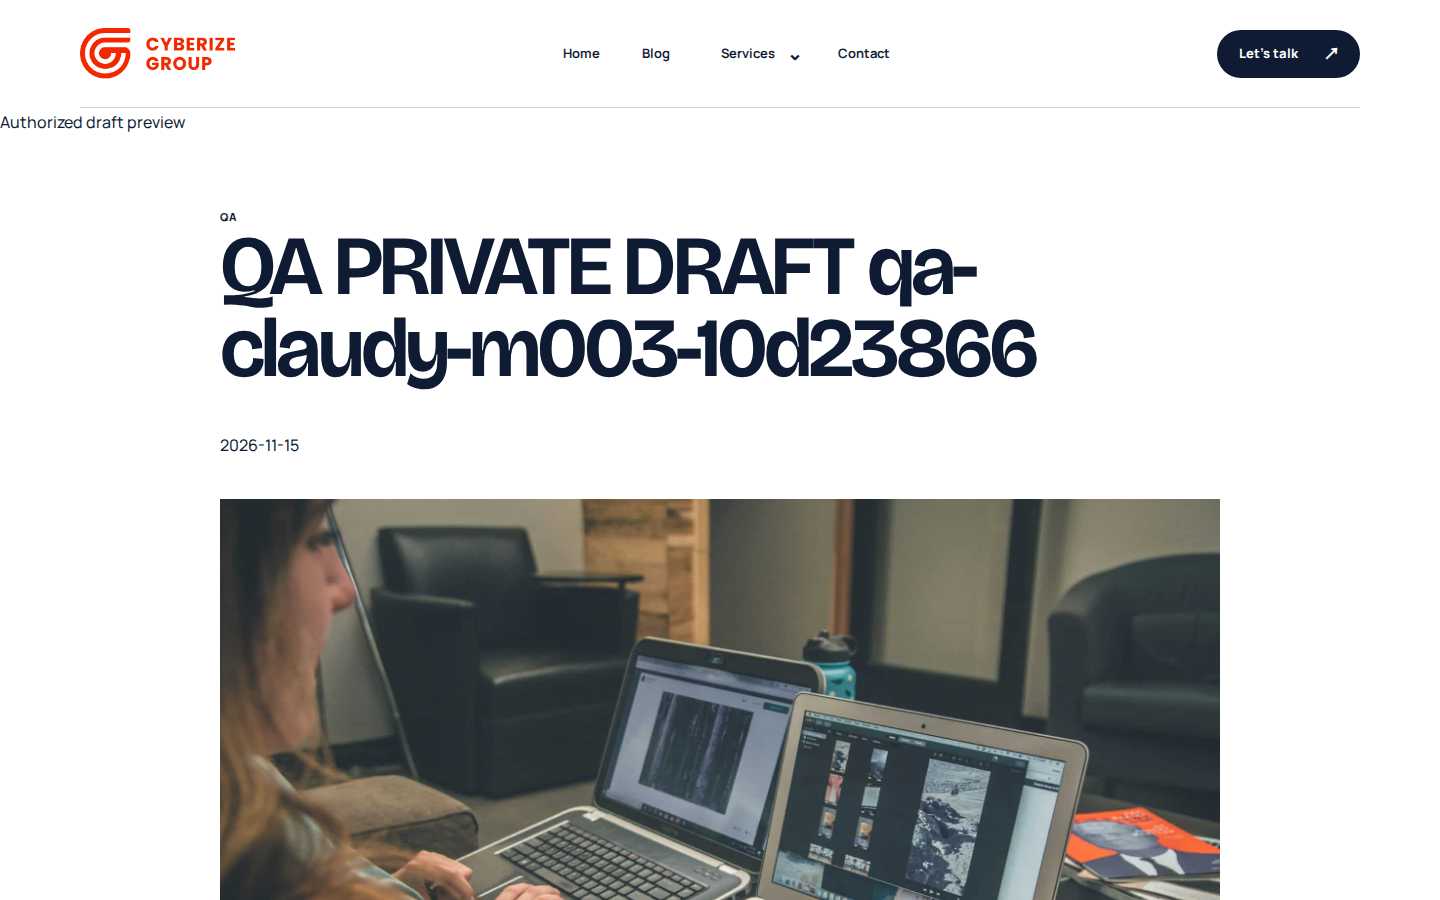 CYBERIZE
GROUP
Home
Blog
Services
Contact
Let's talk
Authorized draft preview
QA
QA PRIVATE DRAFT qa-
claudy-m003-10d23866
2026-11-15